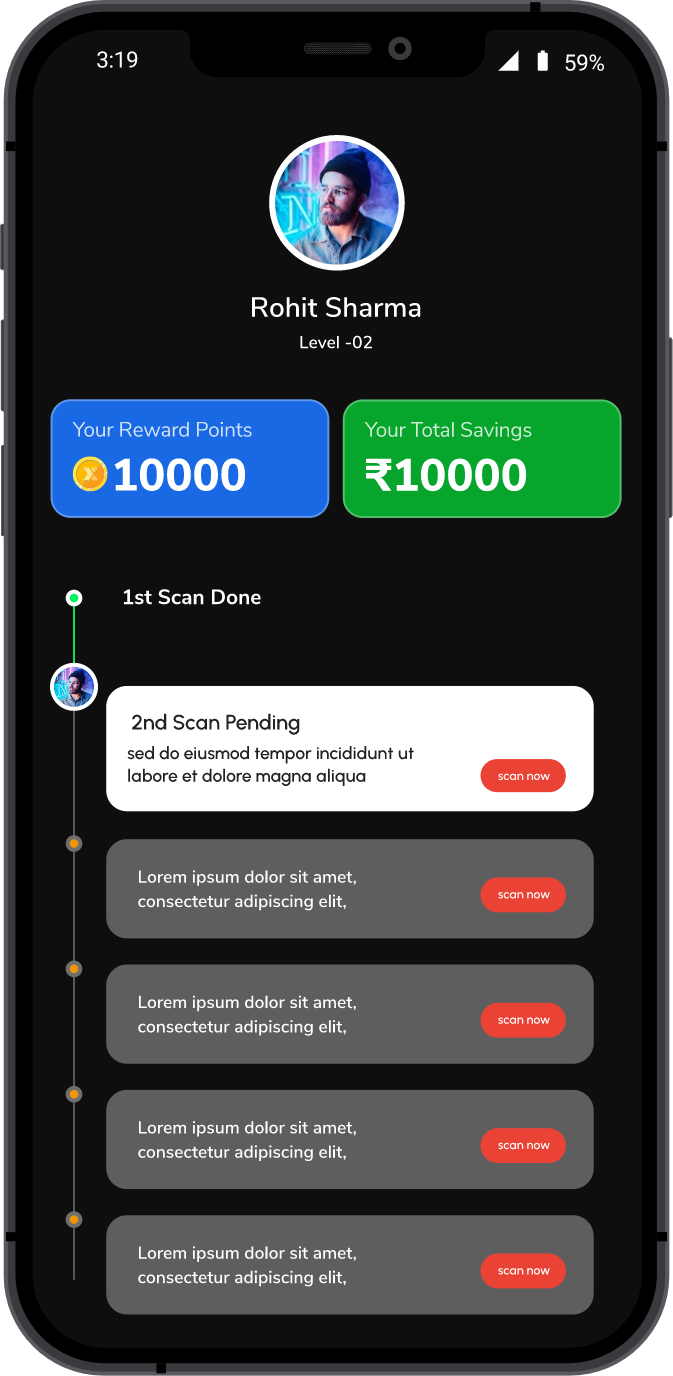 3:19
59%
Rohit Sharma
Level -02
Your Reward Points
10000
Your Total Savings
₹10000
1st Scan Done
2nd Scan Pending
sed do eiusmod tempor incididunt ut
labore et dolore magna aliqua
scan now
Lorem ipsum dolor sit amet,
consectetur adipiscing elit,
scan now
Lorem ipsum dolor sit amet,
consectetur adipiscing elit,
scan now
Lorem ipsum dolor sit amet,
consectetur adipiscing elit,
scan now
Lorem ipsum dolor sit amet,
consectetur adipiscing elit,
scan now